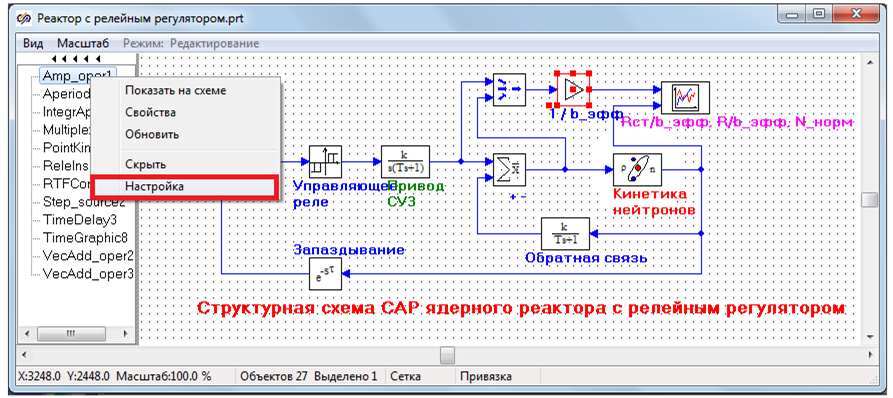 Реактор с релейным регулятором.prt
Вид Масштаб Режим: Редактирование
Amp_oper1
Aperiod
IntegrAp
Multiple
PointKin
ReleIns
RTFCon
Step_source2
TimeDelay3
TimeGraphic8
VecAdd_oper2
VecAdd_oper3
Показать на схеме
Свойства
Обновить
Скрыть
Настройка
1 / b_эфф
Rст/b_эфф, R/b_эфф, N_норм
k
s(Ts+1)
Σ x
+ -
ρ n
Управляющее
реле
Привод
СУЗ
Кинетика
нейтронов
k
Ts+1
Обратная связь
Запаздывание
e-sτ
Структурная схема САР ядерного реактора с релейным регулятором
X:3248.0 Y:2448.0 Масштаб:100.0 % Объектов 27 Выделено 1 Сетка Привязка